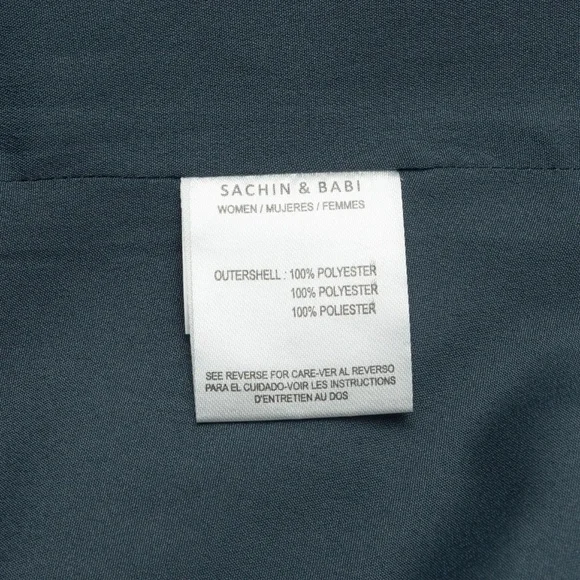 SACHIN & BABI
WOMEN / MUJERES / FEMMES
OUTERSHELL : 100% POLYESTER
100% POLYESTER
100% POLIESTER
SEE REVERSE FOR CARE-VER AL REVERSO
PARA EL CUIDADO-VOIR LES INSTRUCTIONS
D'ENTRETIEN AU DOS